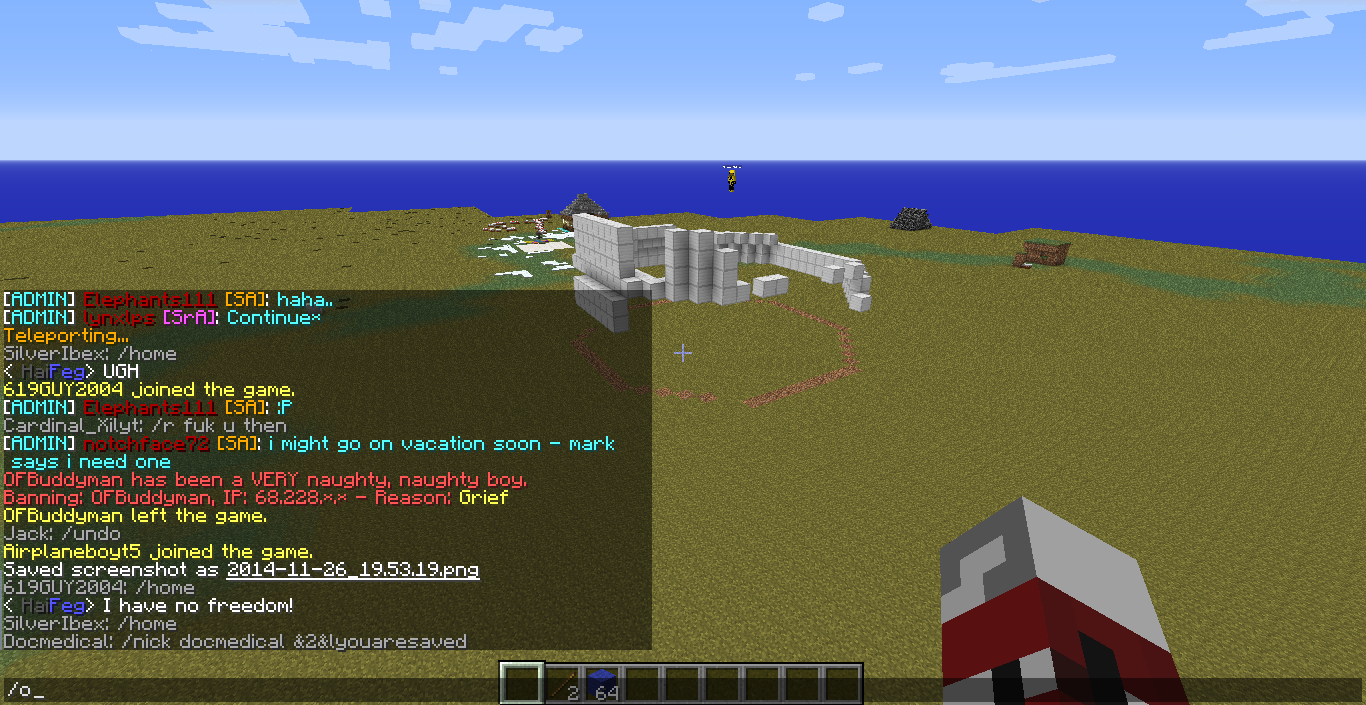 [ADMIN] Elephants111 [SA]: haha..
[ADMIN] lynxlps [SrA]: Continue×
Teleporting...
SilverIbex: /home
< HaiFeg> UGH
619GUY2004 joined the game.
[ADMIN] Elephants111 [SA]: :P
Cardinal_Xilyt: /r fuk u then
[ADMIN] notchface72 [SA]: i might go on vacation soon - mark
says i need one
OFBuddyman has been a VERY naughty, naughty boy.
Banning: OFBuddyman, IP: 68.228.×.× - Reason: Grief
OFBuddyman left the game.
Jack: /undo
Airplaneboyt5 joined the game.
Saved screenshot as 2014-11-26_19.53.19.png
619GUY2004: /home
< HaiFeg> I have no freedom!
SilverIbex: /home
Docmedical: /nick docmedical &2&lyouaresaved
2
64
/o_